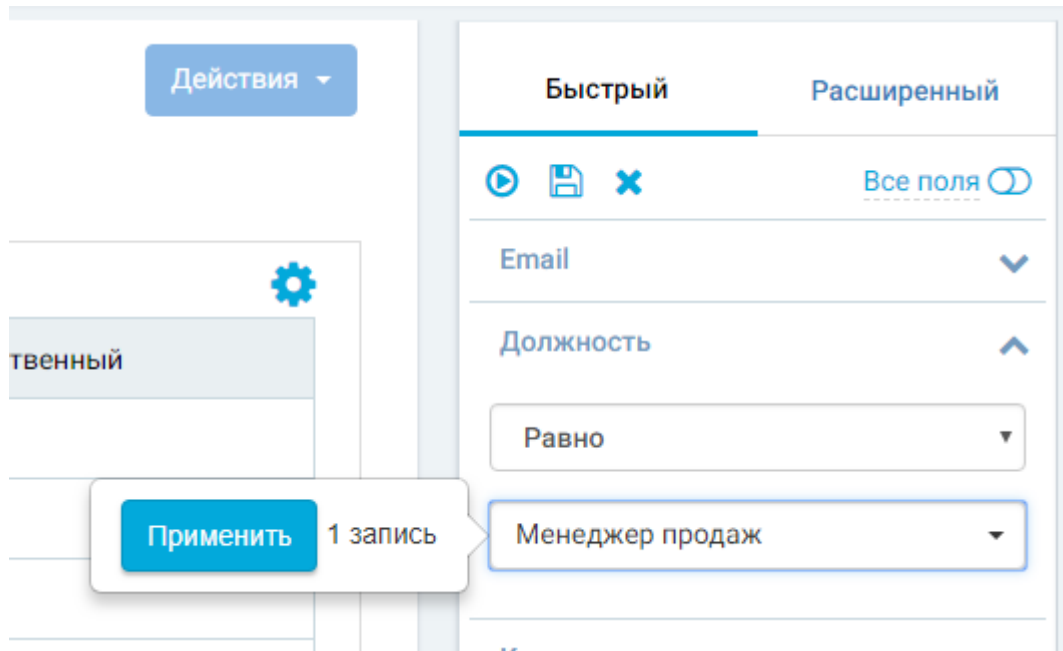 Действия
Быстрый
Расширенный
Все поля
Email
Должность
твенный
Равно
Применить
1 запись
Менеджер продаж